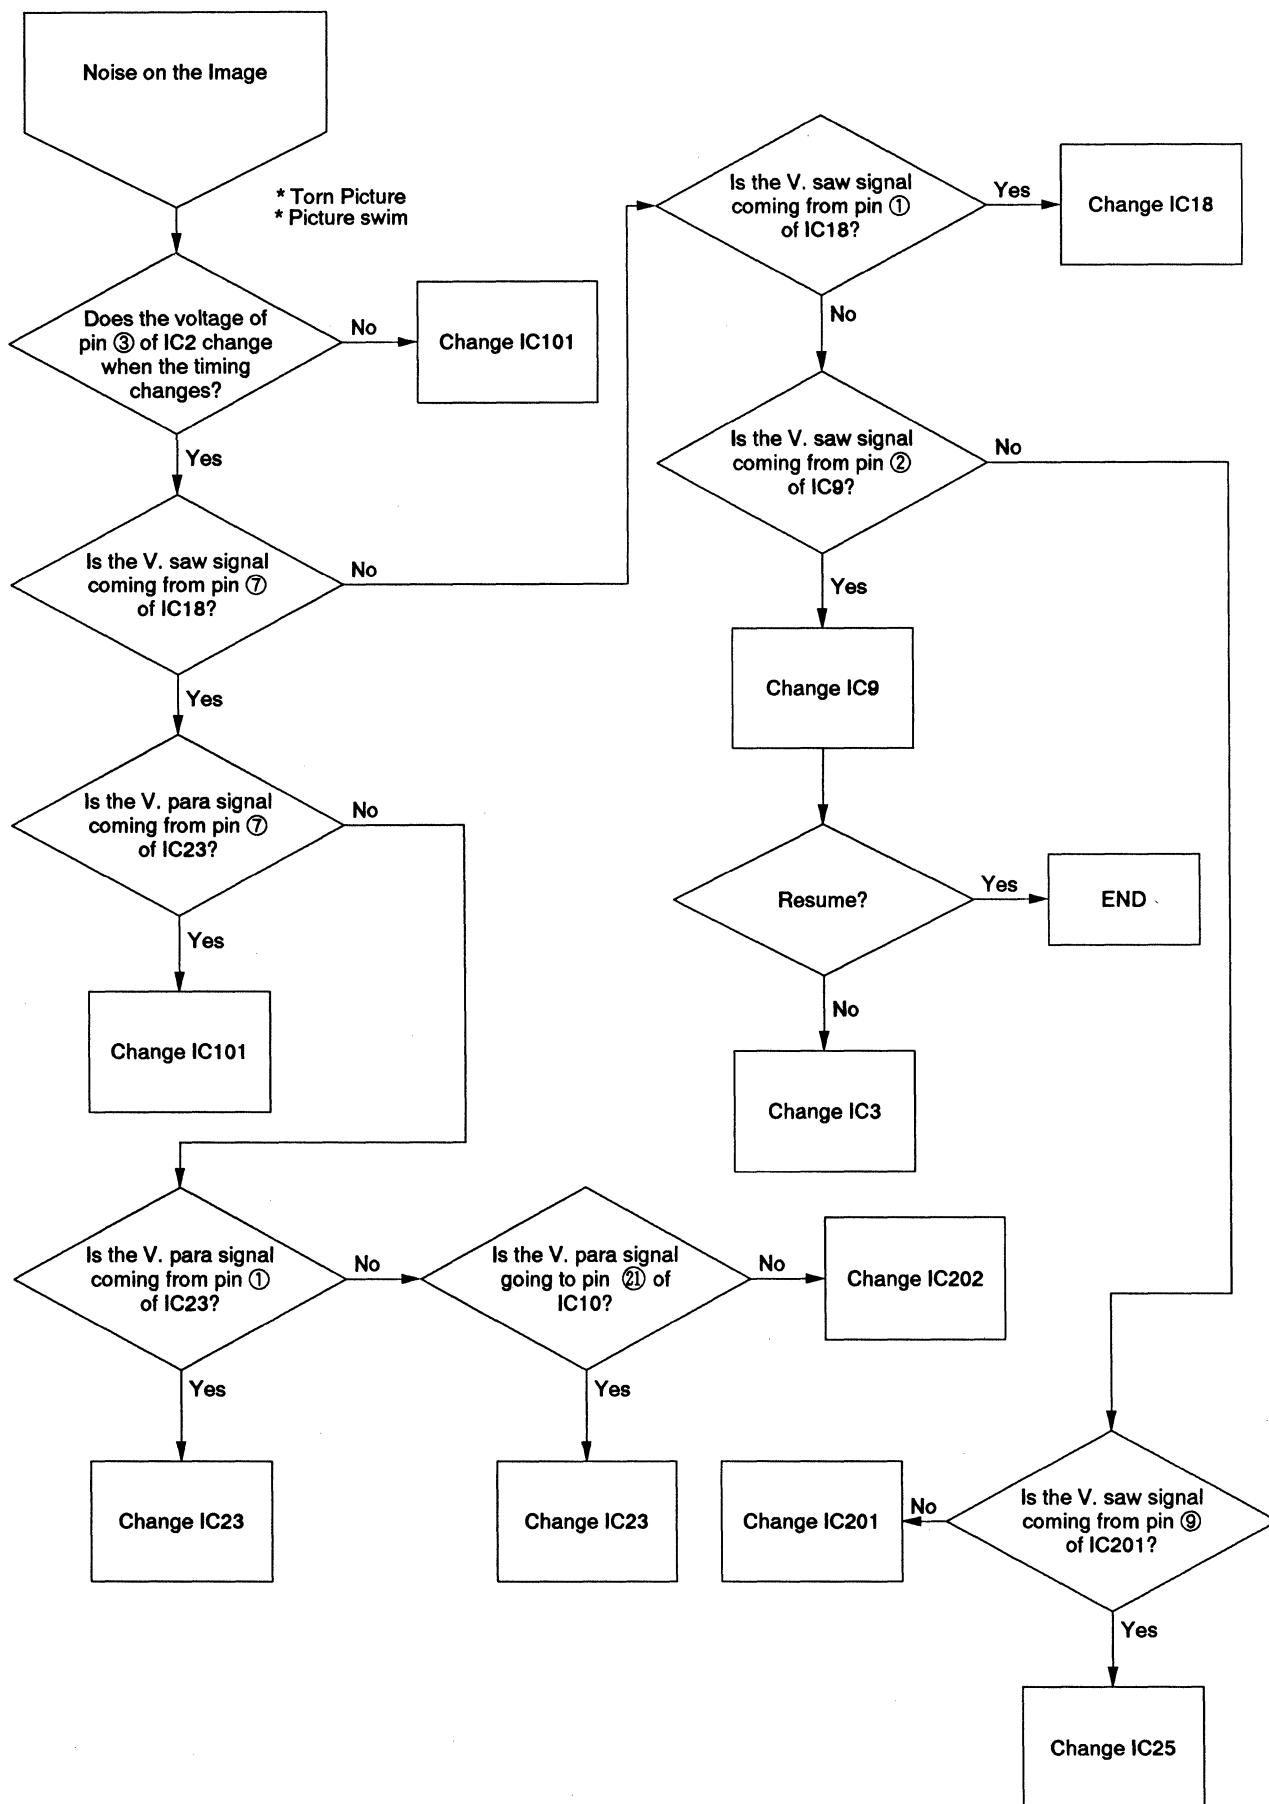 Noise on the Image
* Torn Picture
* Picture swim
Does the voltage of
pin ③ of IC2 change
when the timing
changes?
No
Change IC101
Yes
Is the V. saw signal
coming from pin ⑦
of IC18?
No
Yes
Is the V. para signal
coming from pin ⑦
of IC23?
No
Yes
Change IC101
Is the V. para signal
coming from pin ①
of IC23?
No
Yes
Change IC23
Is the V. para signal
going to pin ㉑ of
IC10?
No
Change IC202
Yes
Change IC23
Is the V. saw signal
coming from pin ①
of IC18?
Yes
Change IC18
No
Is the V. saw signal
coming from pin ②
of IC9?
No
Yes
Change IC9
Resume?
Yes
END
No
Change IC3
Is the V. saw signal
coming from pin ⑨
of IC201?
No
Change IC201
Yes
Change IC25